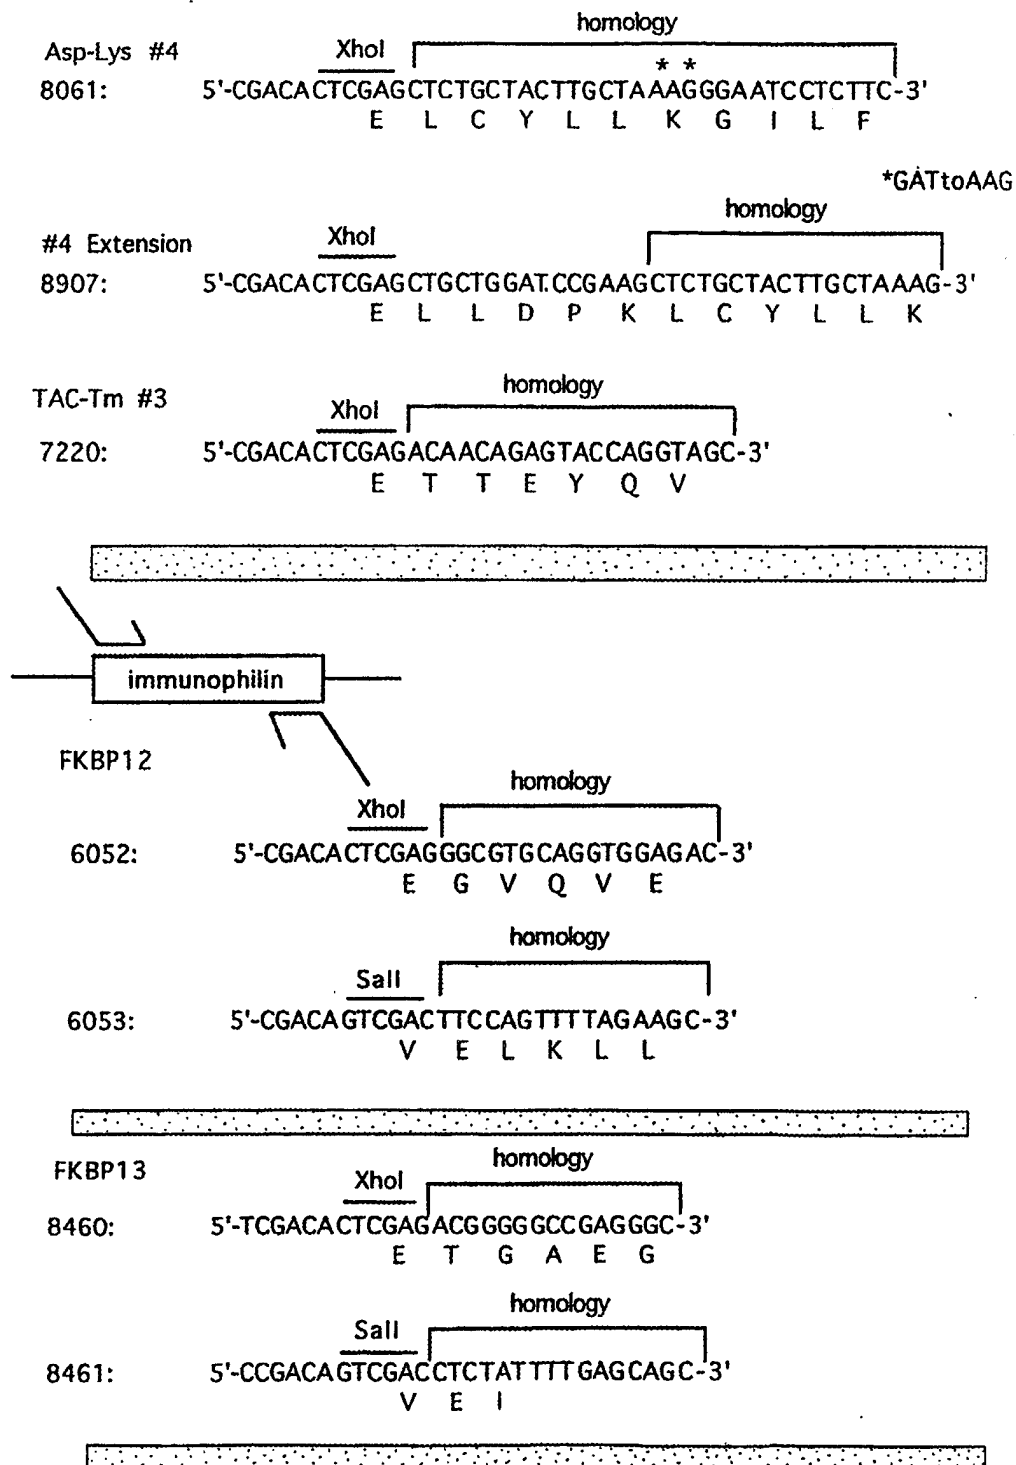 homology
Asp-Lys #4 XhoI
* *
8061: 5'-CGACACTCGAGCTCTGCTACTTGCTAAAGGGAATCCTCTTC-3'
E L C Y L L K G I L F
*GATtoAAG
homology
#4 Extension XhoI
8907: 5'-CGACACTCGAGCTGCTGGATCCGAAGCTCTGCTACTTGCTAAAG-3'
E L L D P K L C Y L L K
homology
TAC-Tm #3 XhoI
7220: 5'-CGACACTCGAGACAACAGAGTACCAGGTAGC-3'
E T T E Y Q V
immunophilin
FKBP12
homology
XhoI
6052: 5'-CGACACTCGAGGGCGTGCAGGTGGAGAC-3'
E G V Q V E
homology
SalI
6053: 5'-CGACAGTCGACTTCCAGTTTTAGAAGC-3'
V E L K L L
FKBP13
homology
XhoI
8460: 5'-TCGACACTCGAGACGGGGGCCGAGGGC-3'
E T G A E G
homology
SalI
8461: 5'-CCGACAGTCGACCTCTATTTTGAGCAGC-3'
V E I